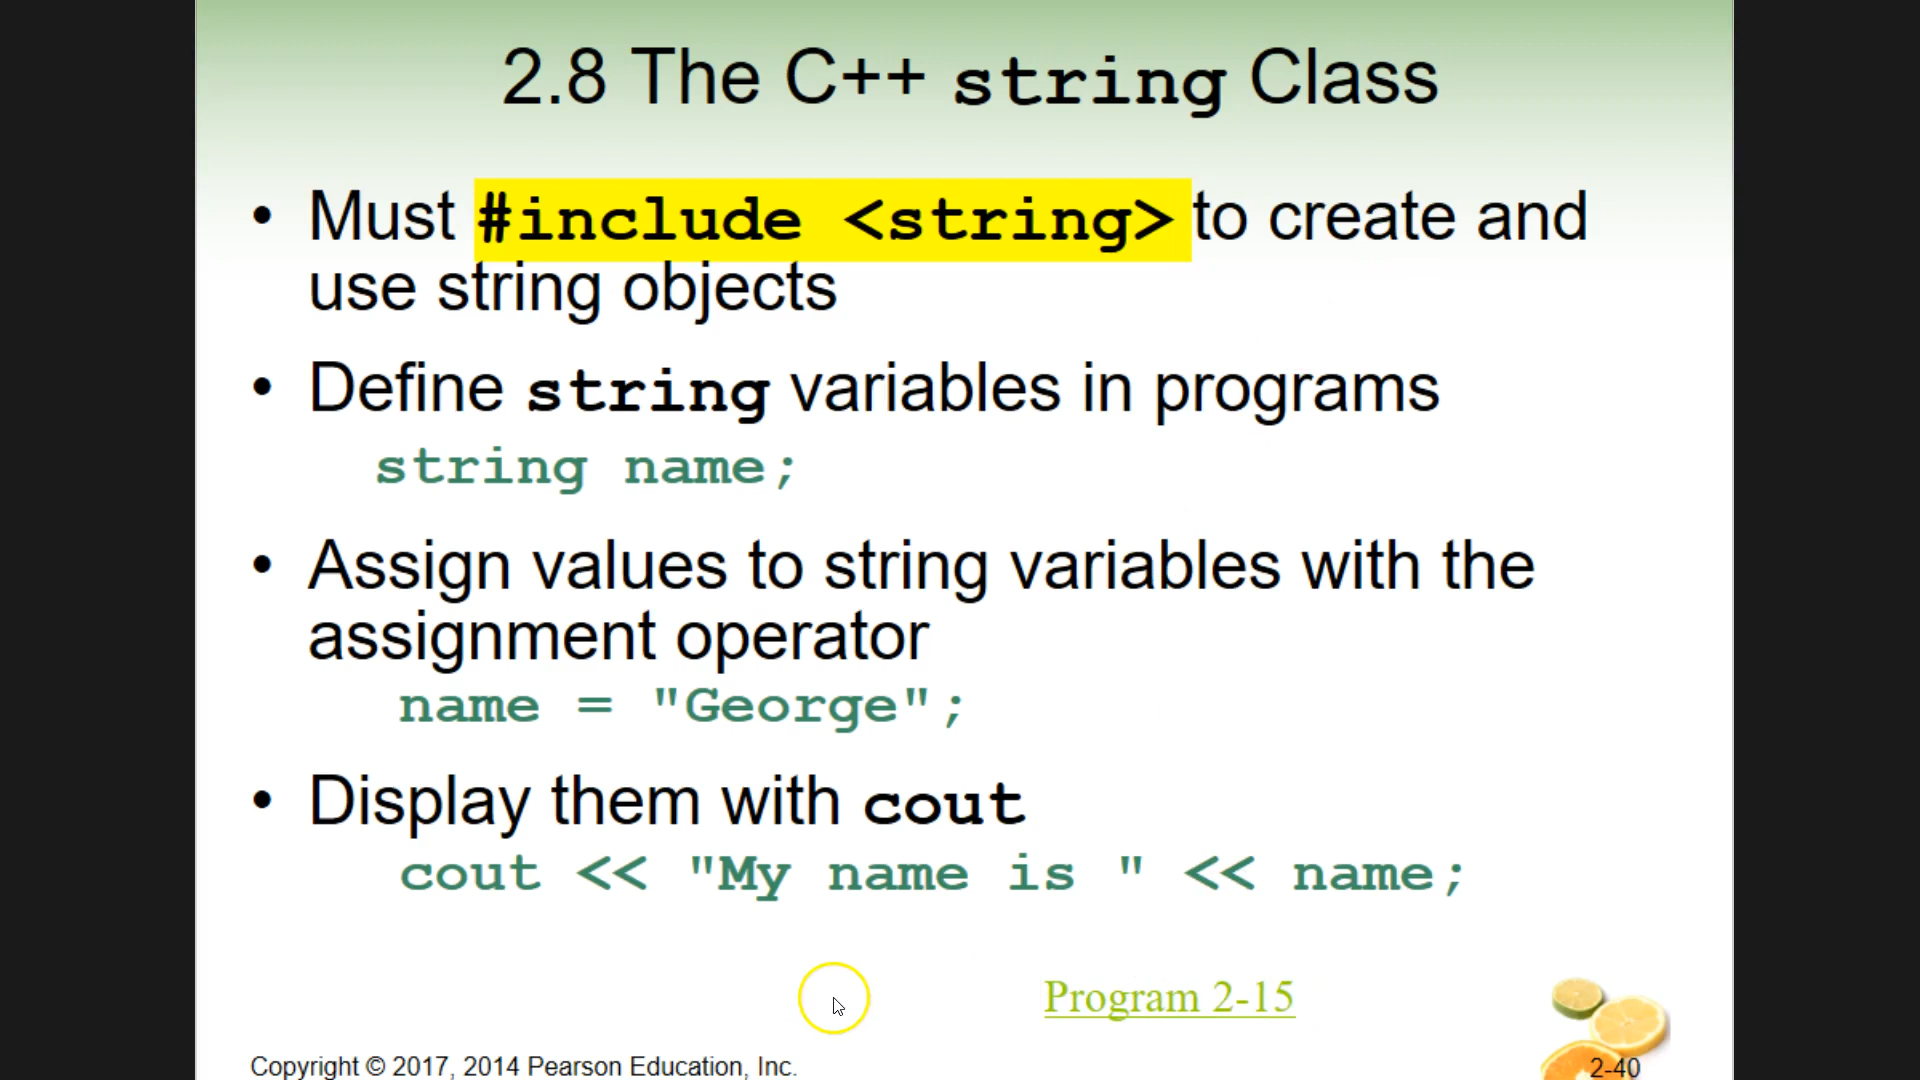 2.8 The C++ string Class
• Must #include <string> to create and
use string objects
• Define string variables in programs
string name;
• Assign values to string variables with the
assignment operator
name = "George";
• Display them with cout
cout << "My name is " << name;
Program 2-15
Copyright © 2017, 2014 Pearson Education, Inc.
2-40